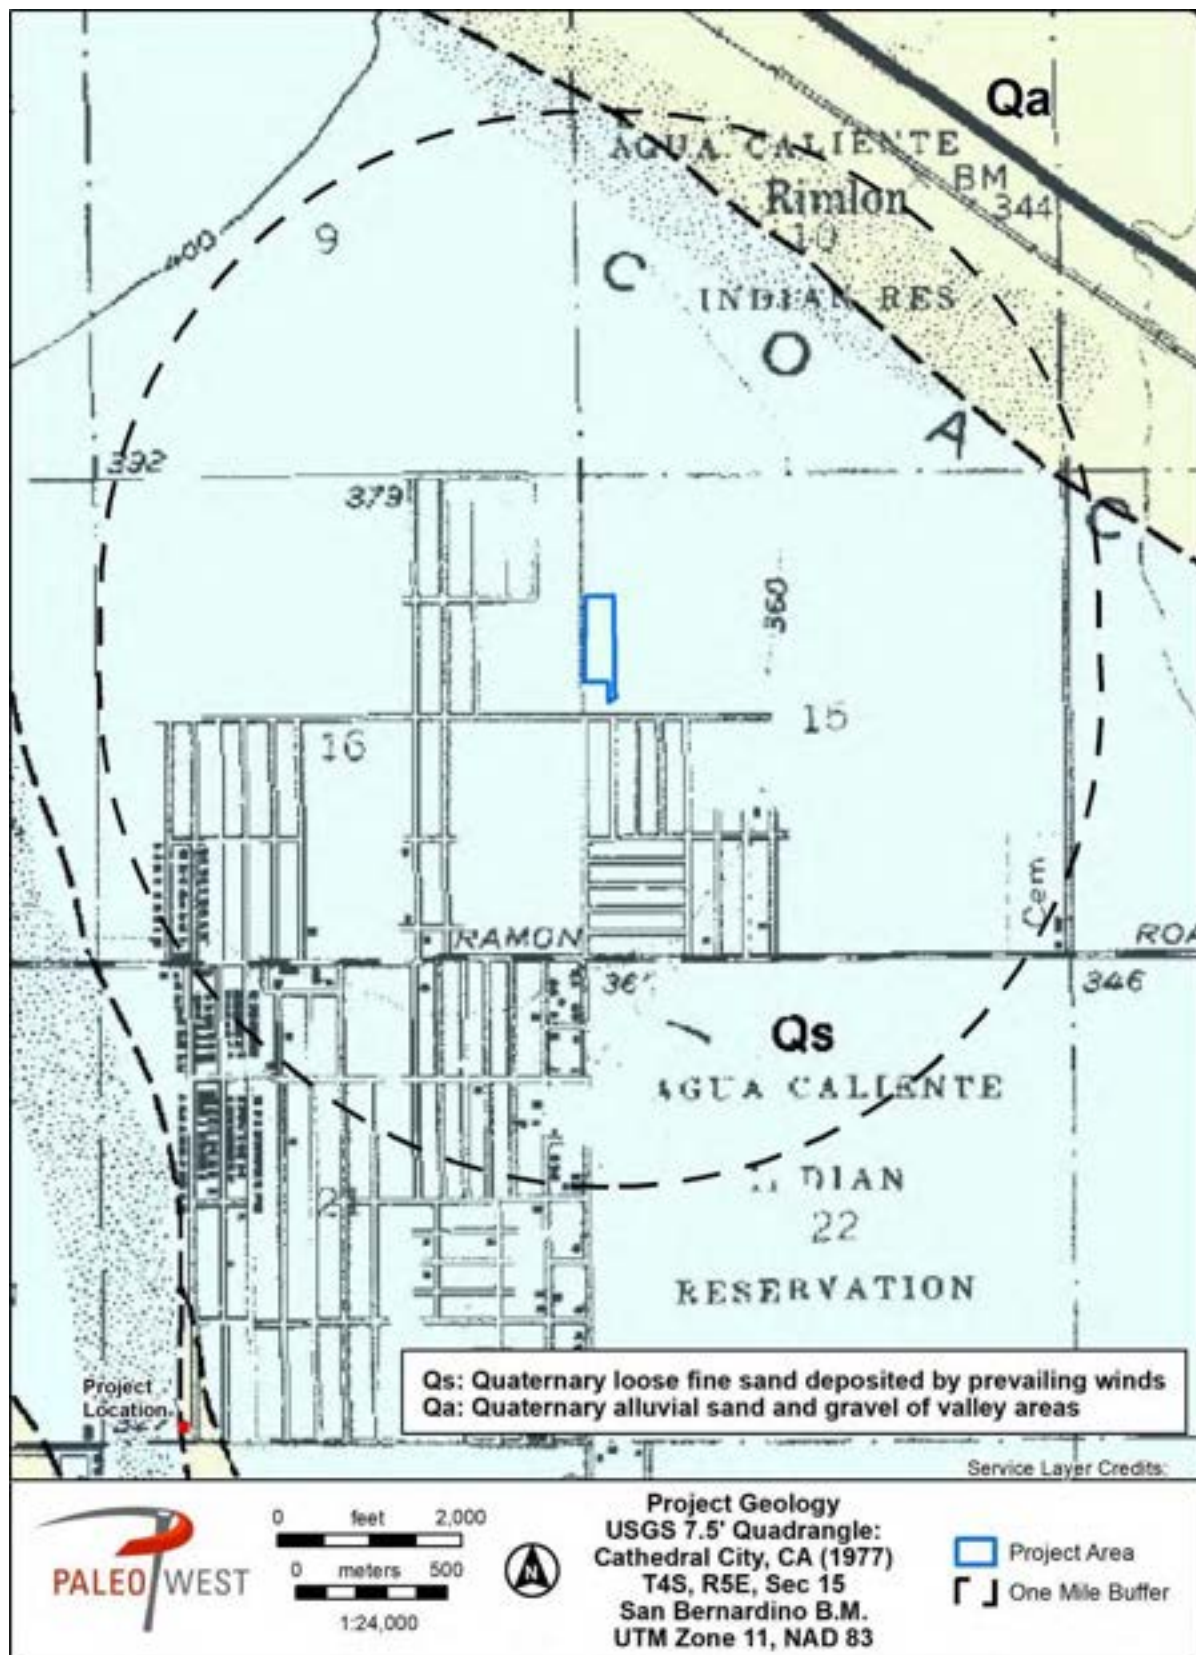 Qa
AGUA CALIENTE
BM
344
Rimlon
10
9
400
C
INDIAN RES
O
A
C
392
379
360
15
16
Cem
RAMON
ROA
346
Qs
AGUA CALIENTE
DIAN
22
21
RESERVATION
Project
Location
Qs: Quaternary loose fine sand deposited by prevailing winds
Qa: Quaternary alluvial sand and gravel of valley areas
Service Layer Credits:
PALEO WEST
0 feet 2,000
0 meters 500
1:24,000
N
Project Geology
USGS 7.5' Quadrangle:
Cathedral City, CA (1977)
T4S, R5E, Sec 15
San Bernardino B.M.
UTM Zone 11, NAD 83
Project Area
One Mile Buffer